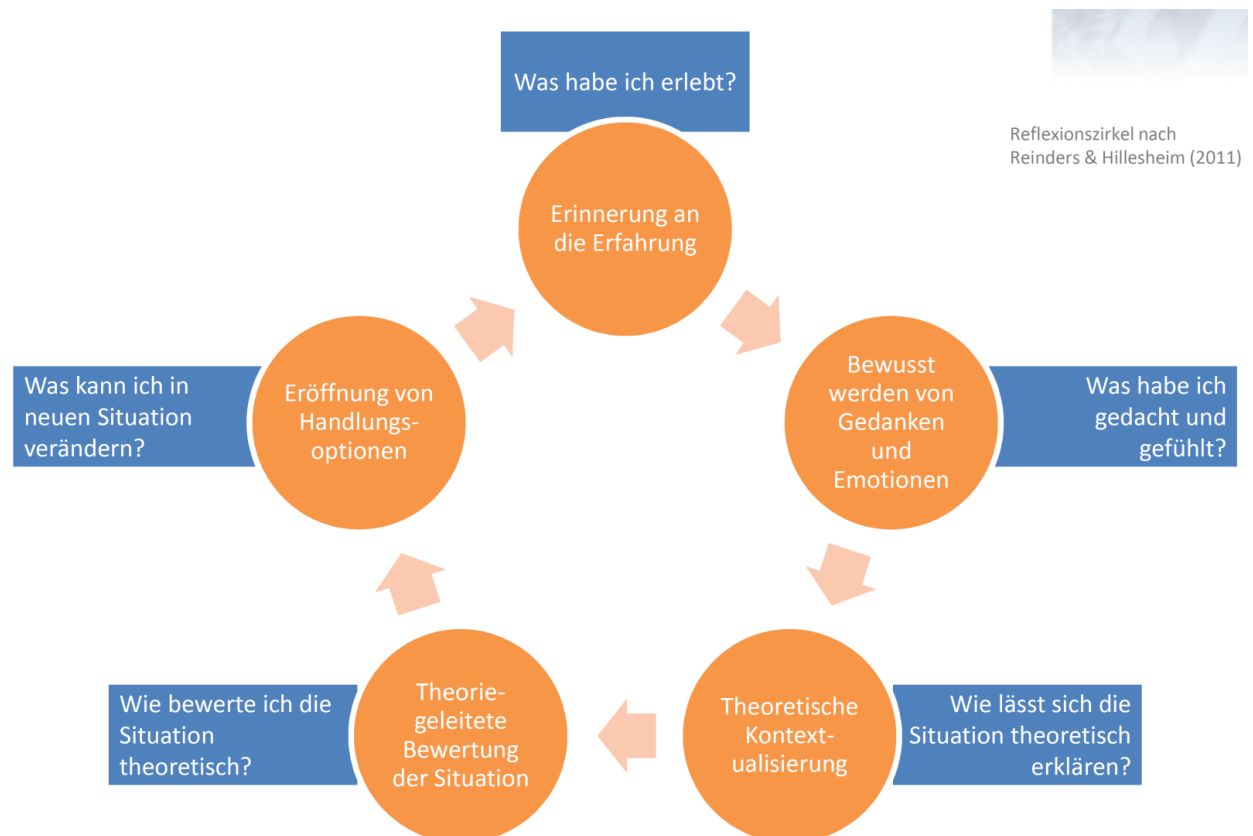 Was habe ich erlebt?
Reflexionszirkel nach
Reinders & Hillesheim (2011)
Erinnerung an
die Erfahrung
Bewusst
werden von
Gedanken
und
Emotionen
Was habe ich
gedacht und
gefühlt?
Theoretische
Kontext-
ualisierung
Wie lässt sich die
Situation theoretisch
erklären?
Theorie-
geleitete
Bewertung
der Situation
Wie bewerte ich die
Situation
theoretisch?
Eröffnung von
Handlungs-
optionen
Was kann ich in
neuen Situation
verändern?